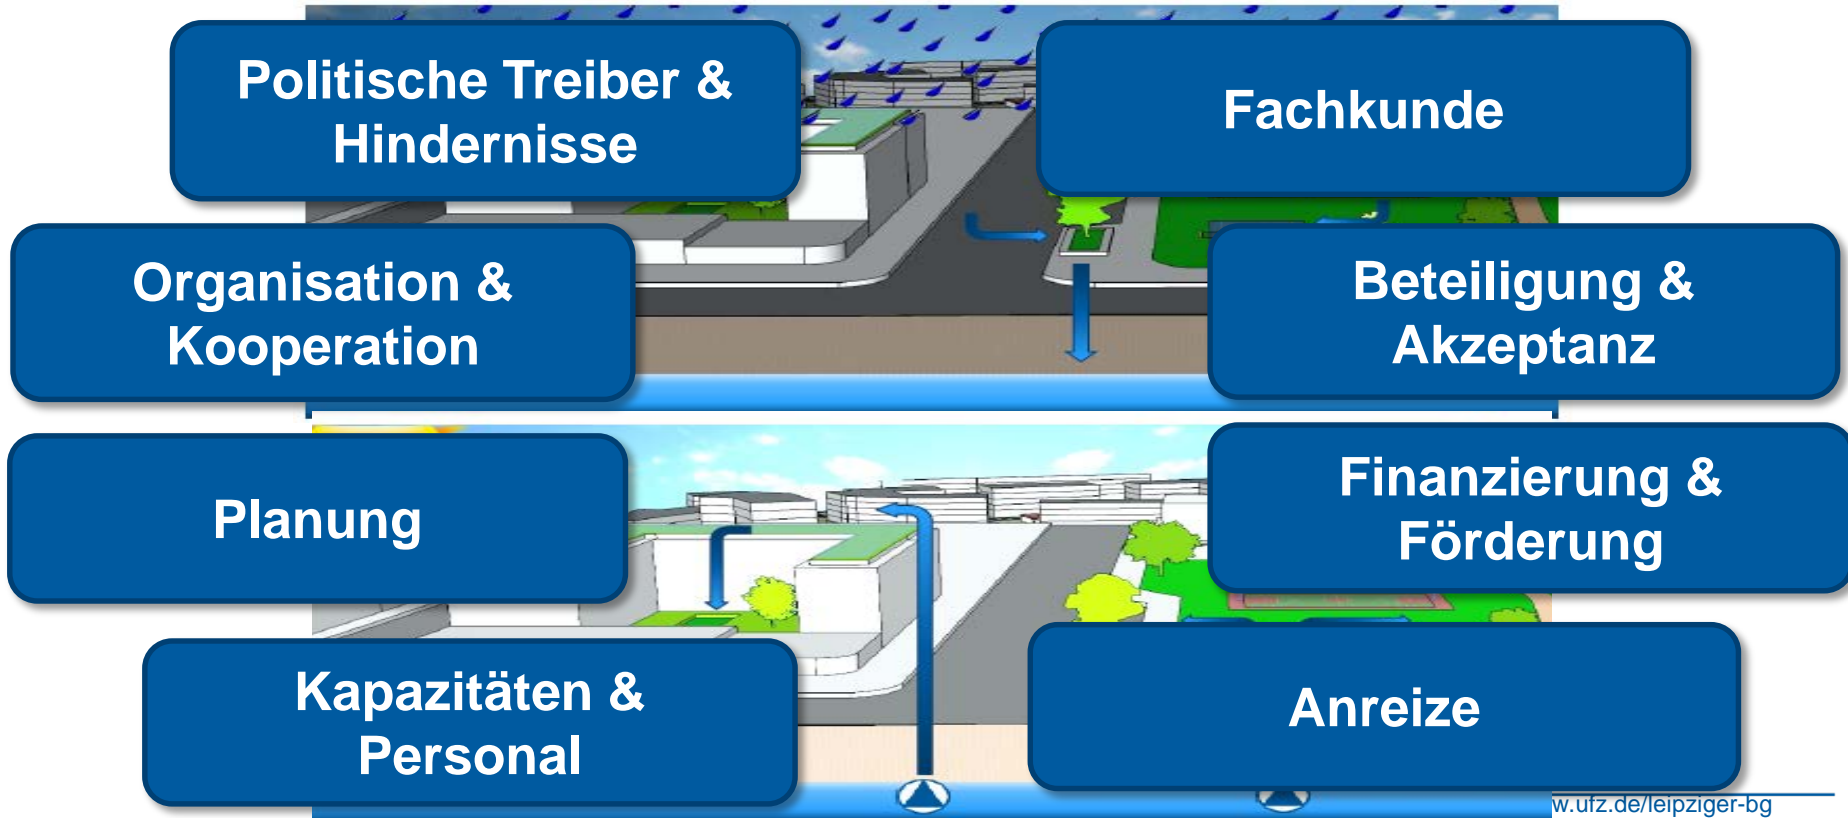 Politische Treiber &
Hindernisse
Fachkunde
Organisation &
Kooperation
Beteiligung &
Akzeptanz
Planung
Finanzierung &
Förderung
Kapazitäten &
Personal
Anreize
w.ufz.de/leipziger-bg